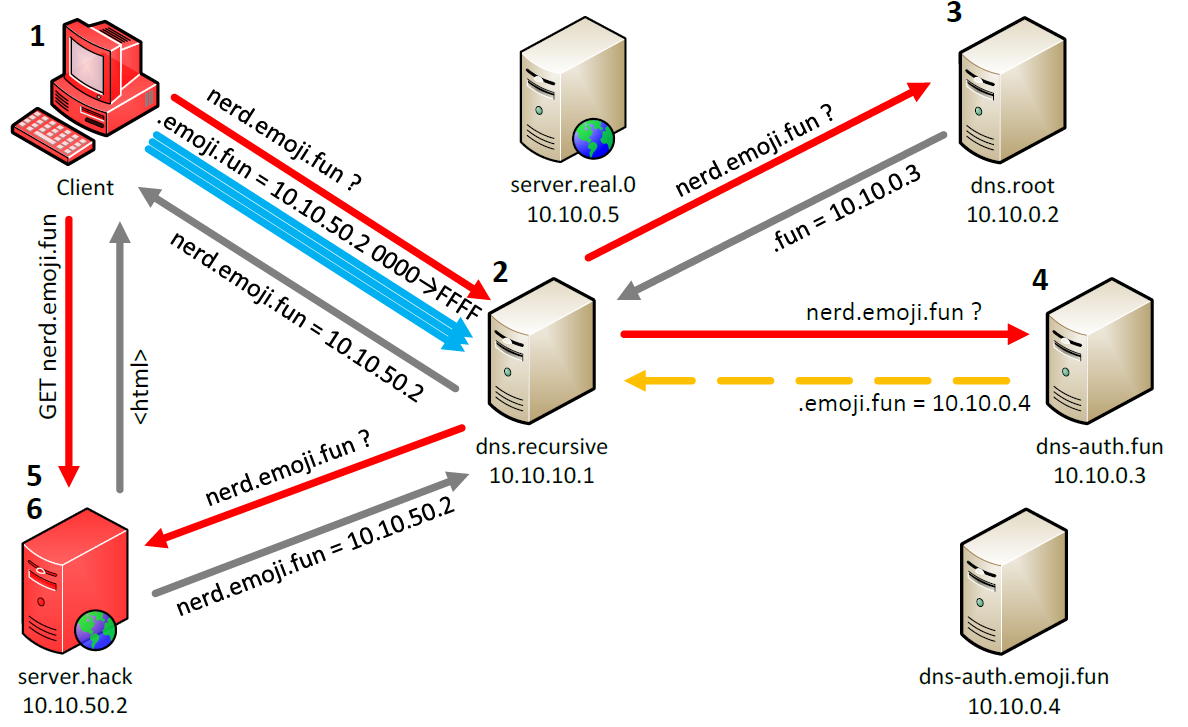 1
Client
nerd.emoji.fun ?
.emoji.fun = 10.10.50.2 0000→FFFF
nerd.emoji.fun = 10.10.50.2
server.real.0
10.10.0.5
3
dns.root
10.10.0.2
nerd.emoji.fun ?
.fun = 10.10.0.3
2
dns.recursive
10.10.10.1
4
nerd.emoji.fun ?
.emoji.fun = 10.10.0.4
dns-auth.fun
10.10.0.3
GET nerd.emoji.fun
<html>
nerd.emoji.fun ?
nerd.emoji.fun = 10.10.50.2
5
6
server.hack
10.10.50.2
dns-auth.emoji.fun
10.10.0.4